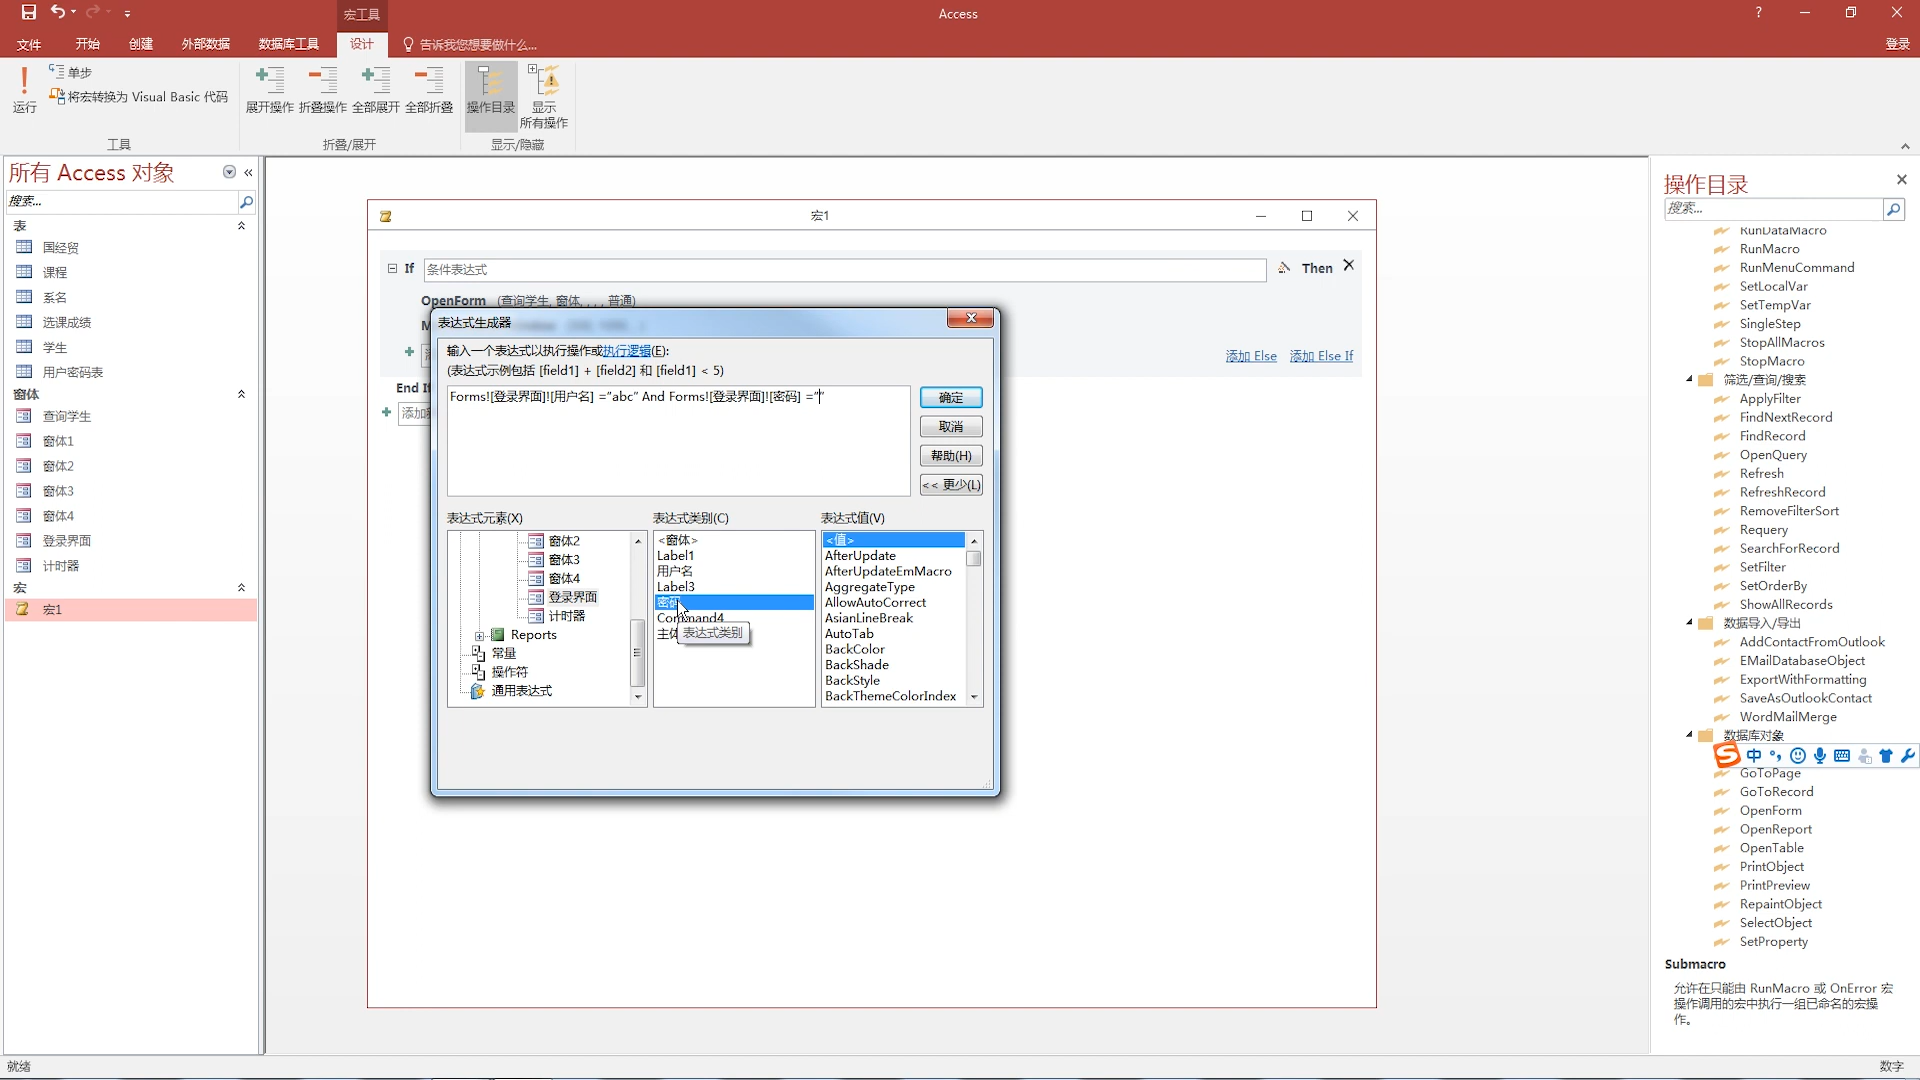 宏工具
Access
?
文件 开始 创建 外部数据 数据库工具 设计 告诉我您想要做什么...
登录
运行
单步
将宏转换为 Visual Basic 代码
工具
展开操作 折叠操作 全部展开 全部折叠
折叠/展开
操作目录
显示
所有操作
显示/隐藏
所有 Access 对象
搜索...
表
国经贸
课程
系名
选课成绩
学生
用户密码表
窗体
查询学生
窗体1
窗体2
窗体3
窗体4
登录界面
计时器
宏
宏1
宏1
If 条件表达式 Then
OpenForm (查询学生, 窗体, , , , 普通)
添加 Else 添加 Else If
End If
表达式生成器
输入一个表达式以执行操作或执行逻辑(E):
(表达式示例包括 [field1] + [field2] 和 [field1] < 5)
Forms![登录界面]![用户名] ="abc" And Forms![登录界面]![密码] =""
确定
取消
帮助(H)
<< 更少(L)
表达式元素(X)
窗体2
窗体3
窗体4
登录界面
计时器
Reports
常量
操作符
通用表达式
表达式类别(C)
<窗体>
Label1
用户名
Label3
密码
Command4
主体
表达式类别
表达式值(V)
<值>
AfterUpdate
AfterUpdateEmMacro
AggregateType
AllowAutoCorrect
AsianLineBreak
AutoTab
BackColor
BackShade
BackStyle
BackThemeColorIndex
操作目录
搜索...
RunDataMacro
RunMacro
RunMenuCommand
SetLocalVar
SetTempVar
SingleStep
StopAllMacros
StopMacro
筛选/查询/搜索
ApplyFilter
FindNextRecord
FindRecord
OpenQuery
Refresh
RefreshRecord
RemoveFilterSort
Requery
SearchForRecord
SetFilter
SetOrderBy
ShowAllRecords
数据导入/导出
AddContactFromOutlook
EMailDatabaseObject
ExportWithFormatting
SaveAsOutlookContact
WordMailMerge
数据库对象
中
GoToPage
GoToRecord
OpenForm
OpenReport
OpenTable
PrintObject
PrintPreview
RepaintObject
SelectObject
SetProperty
Submacro
允许在只能由 RunMacro 或 OnError 宏
操作调用的宏中执行一组已命名的宏操
作。
就绪
数字